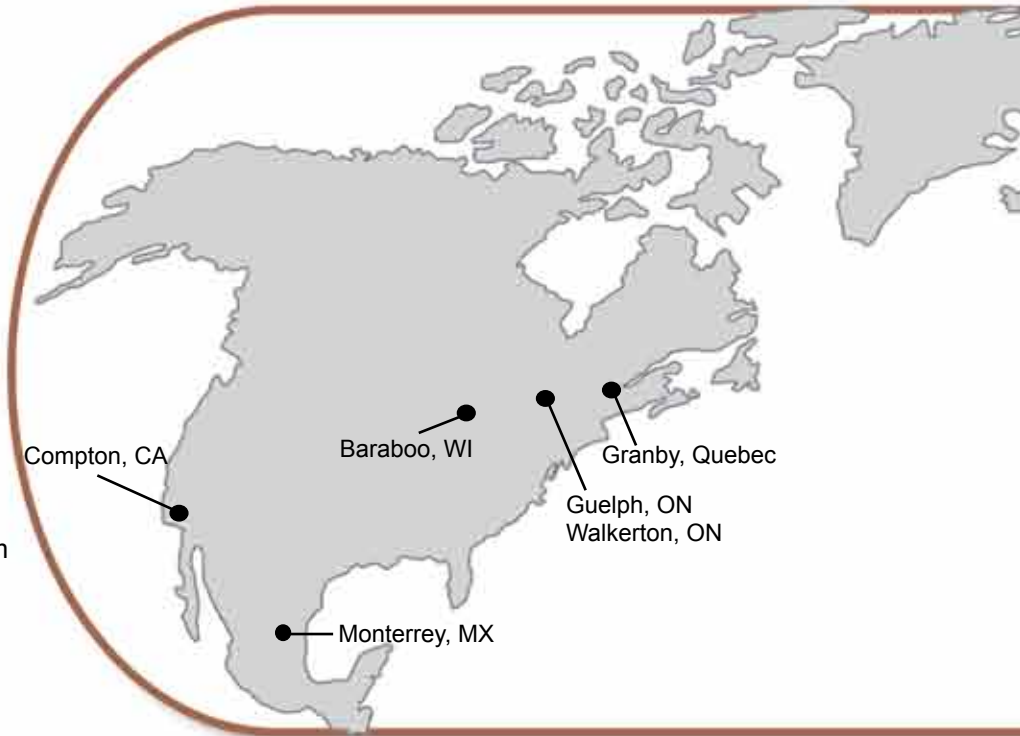 Compton, CA
Baraboo, WI
Granby, Quebec
Guelph, ON
Walkerton, ON
Monterrey, MX